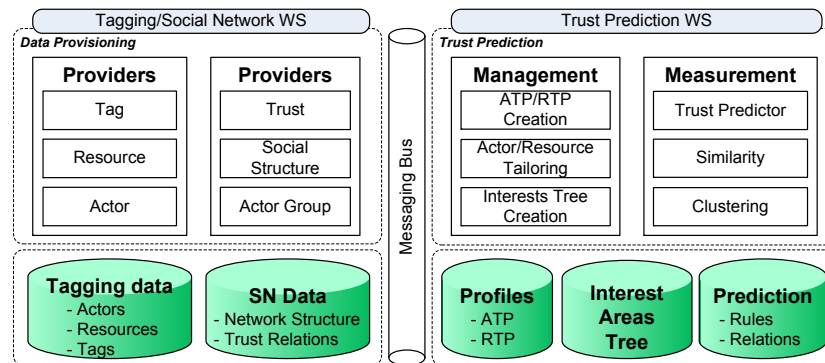 Tagging/Social Network WS
Data Provisioning
Providers
Tag
Resource
Actor
Providers
Trust
Social
Structure
Actor Group
Tagging data
- Actors
- Resources
- Tags
SN Data
- Network Structure
- Trust Relations
Messaging Bus
Trust Prediction WS
Trust Prediction
Management
ATP/RTP
Creation
Actor/Resource
Tailoring
Interests Tree
Creation
Measurement
Trust Predictor
Similarity
Clustering
Profiles
- ATP
- RTP
Interest
Areas
Tree
Prediction
- Rules
- Relations